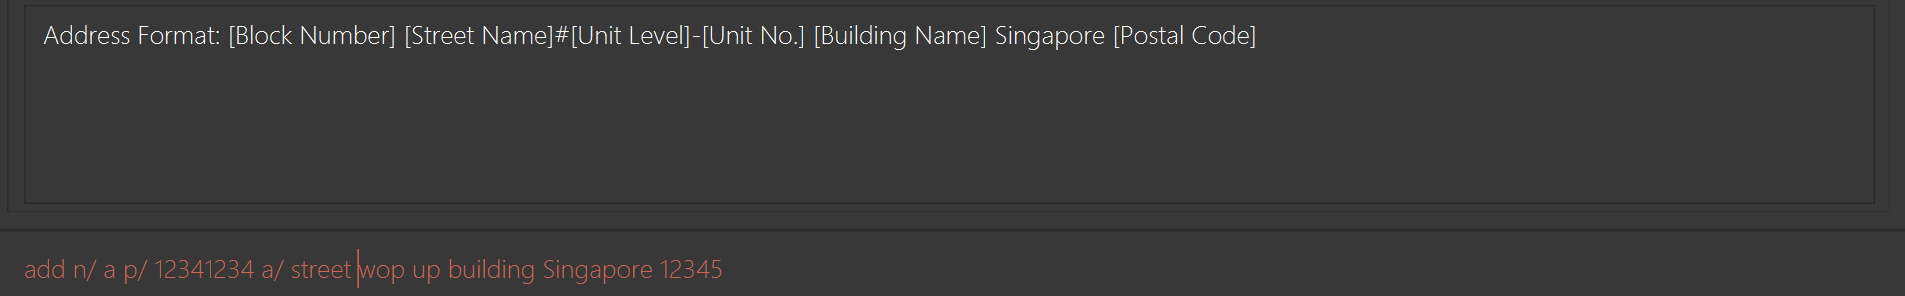 Address Format: [Block Number] [Street Name]#[Unit Level]-[Unit No.] [Building Name] Singapore [Postal Code]
add n/ a p/ 12341234 a/ street wop up building Singapore 12345